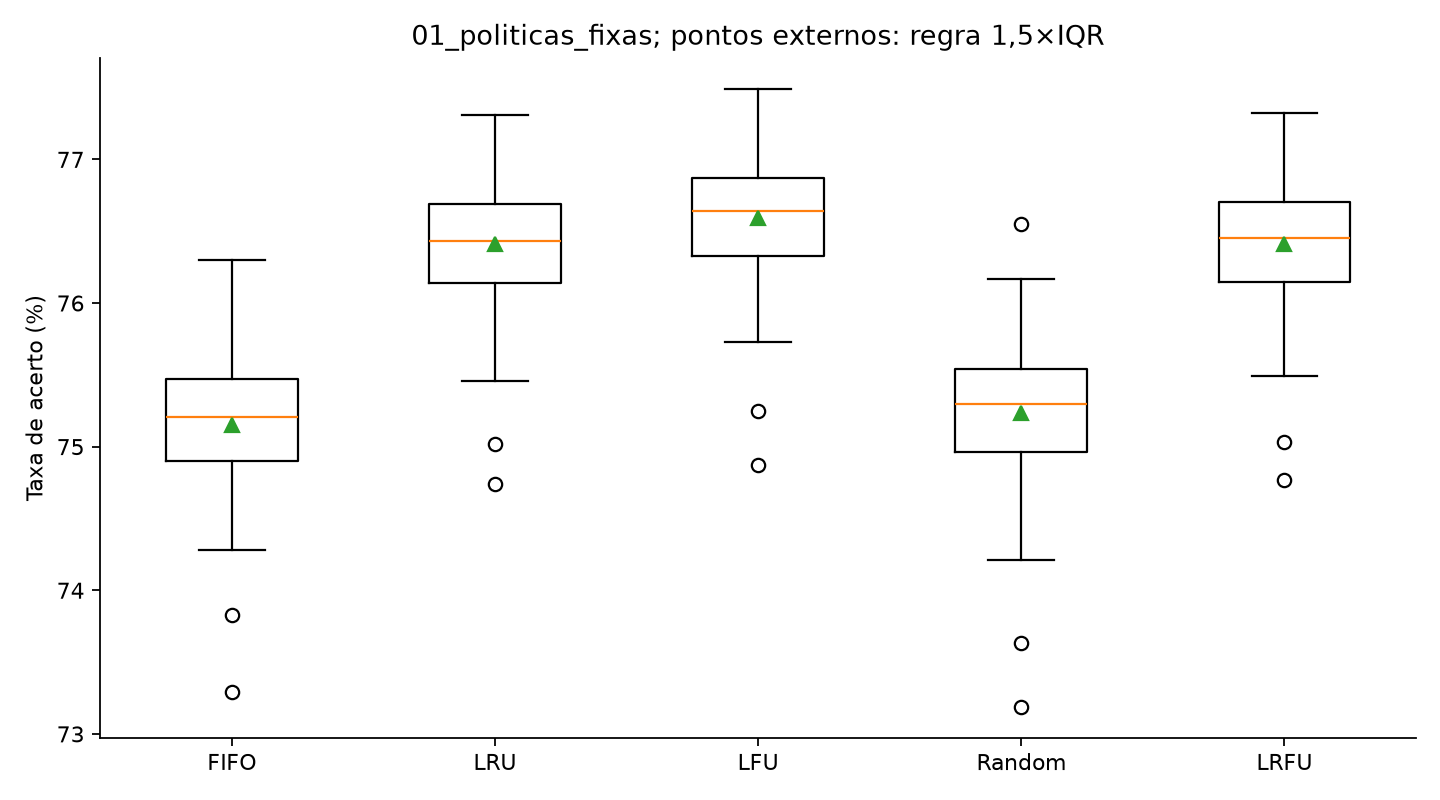 01_politicas_fixas; pontos externos: regra 1,5×IQR
Taxa de acerto (%)
77
76
75
74
73
FIFO
LRU
LFU
Random
LRFU